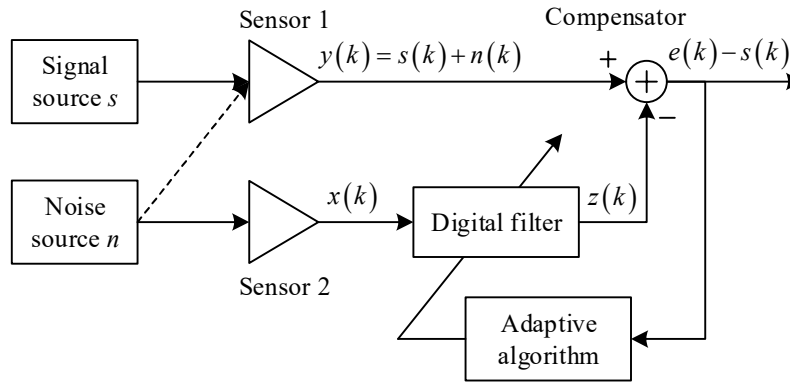 Sensor 1
Compensator
Signal
source s
y(k) = s(k) + n(k)
+
+
e(k) − s(k)
−
Noise
source n
x(k)
Digital filter
z(k)
Sensor 2
Adaptive
algorithm